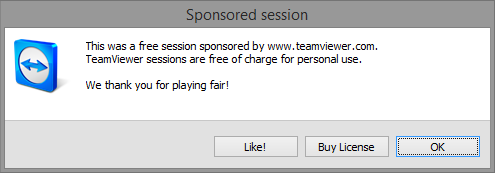 Sponsored session
This was a free session sponsored by www.teamviewer.com.
TeamViewer sessions are free of charge for personal use.
We thank you for playing fair!
Like!
Buy License
OK